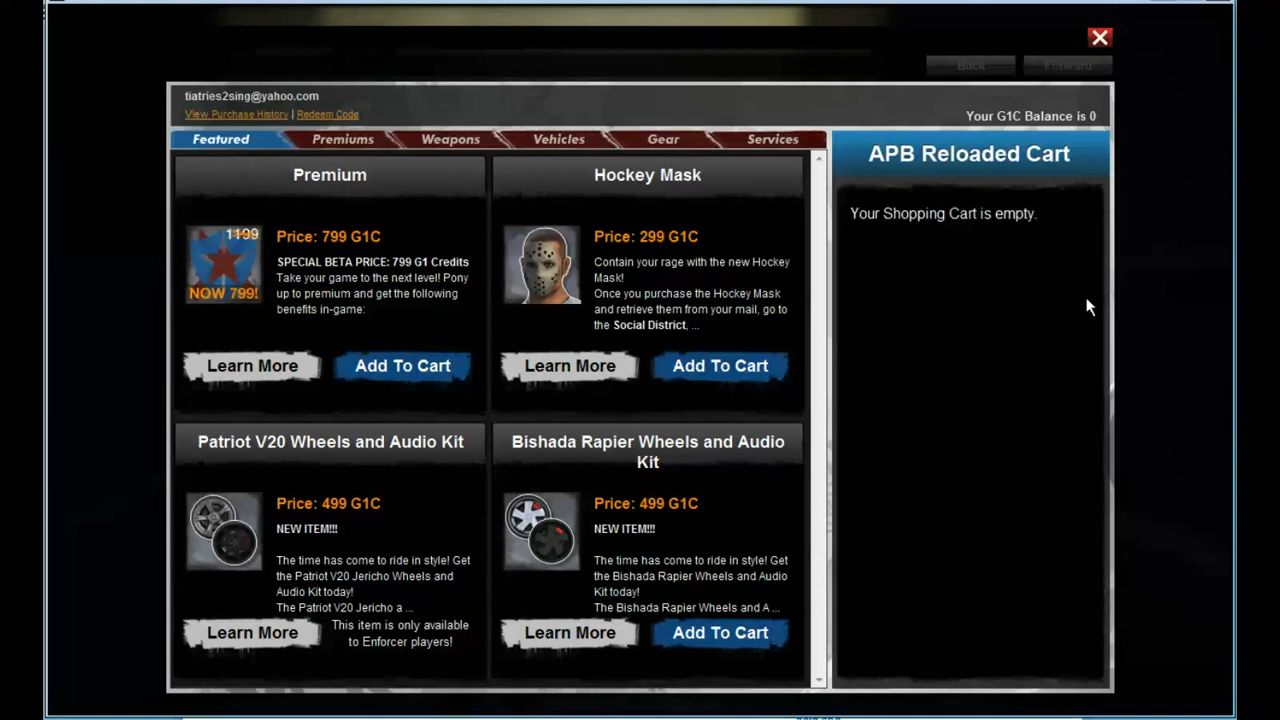 Back Forward
tiatries2sing@yahoo.com
View Purchase History | Redeem Code
Your G1C Balance is 0
Featured Premiums Weapons Vehicles Gear Services
APB Reloaded Cart
Your Shopping Cart is empty.
Premium
1199
NOW 799!
Price: 799 G1C
SPECIAL BETA PRICE: 799 G1 Credits
Take your game to the next level! Pony
up to premium and get the following
benefits in-game:
Learn More Add To Cart
Hockey Mask
Price: 299 G1C
Contain your rage with the new Hockey
Mask!
Once you purchase the Hockey Mask
and retrieve them from your mail, go to
the Social District, ...
Learn More Add To Cart
Patriot V20 Wheels and Audio Kit
Price: 499 G1C
NEW ITEM!!!
The time has come to ride in style! Get
the Patriot V20 Jericho Wheels and
Audio Kit today!
The Patriot V20 Jericho a ...
Learn More
This item is only available
to Enforcer players!
Bishada Rapier Wheels and Audio
Kit
Price: 499 G1C
NEW ITEM!!!
The time has come to ride in style! Get
the Bishada Rapier Wheels and Audio
Kit today!
The Bishada Rapier Wheels and A ...
Learn More Add To Cart